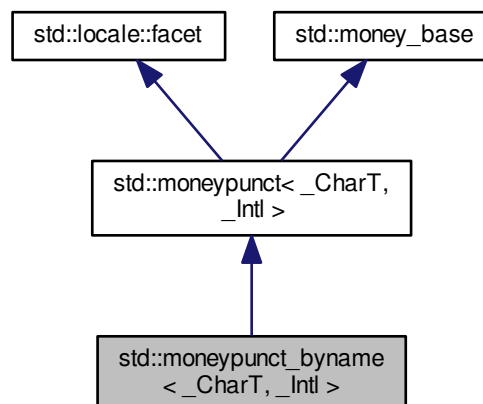 std::locale::facet
std::money_base
std::moneypunct< _CharT,
_Intl >
std::moneypunct_byname
< _CharT, _Intl >